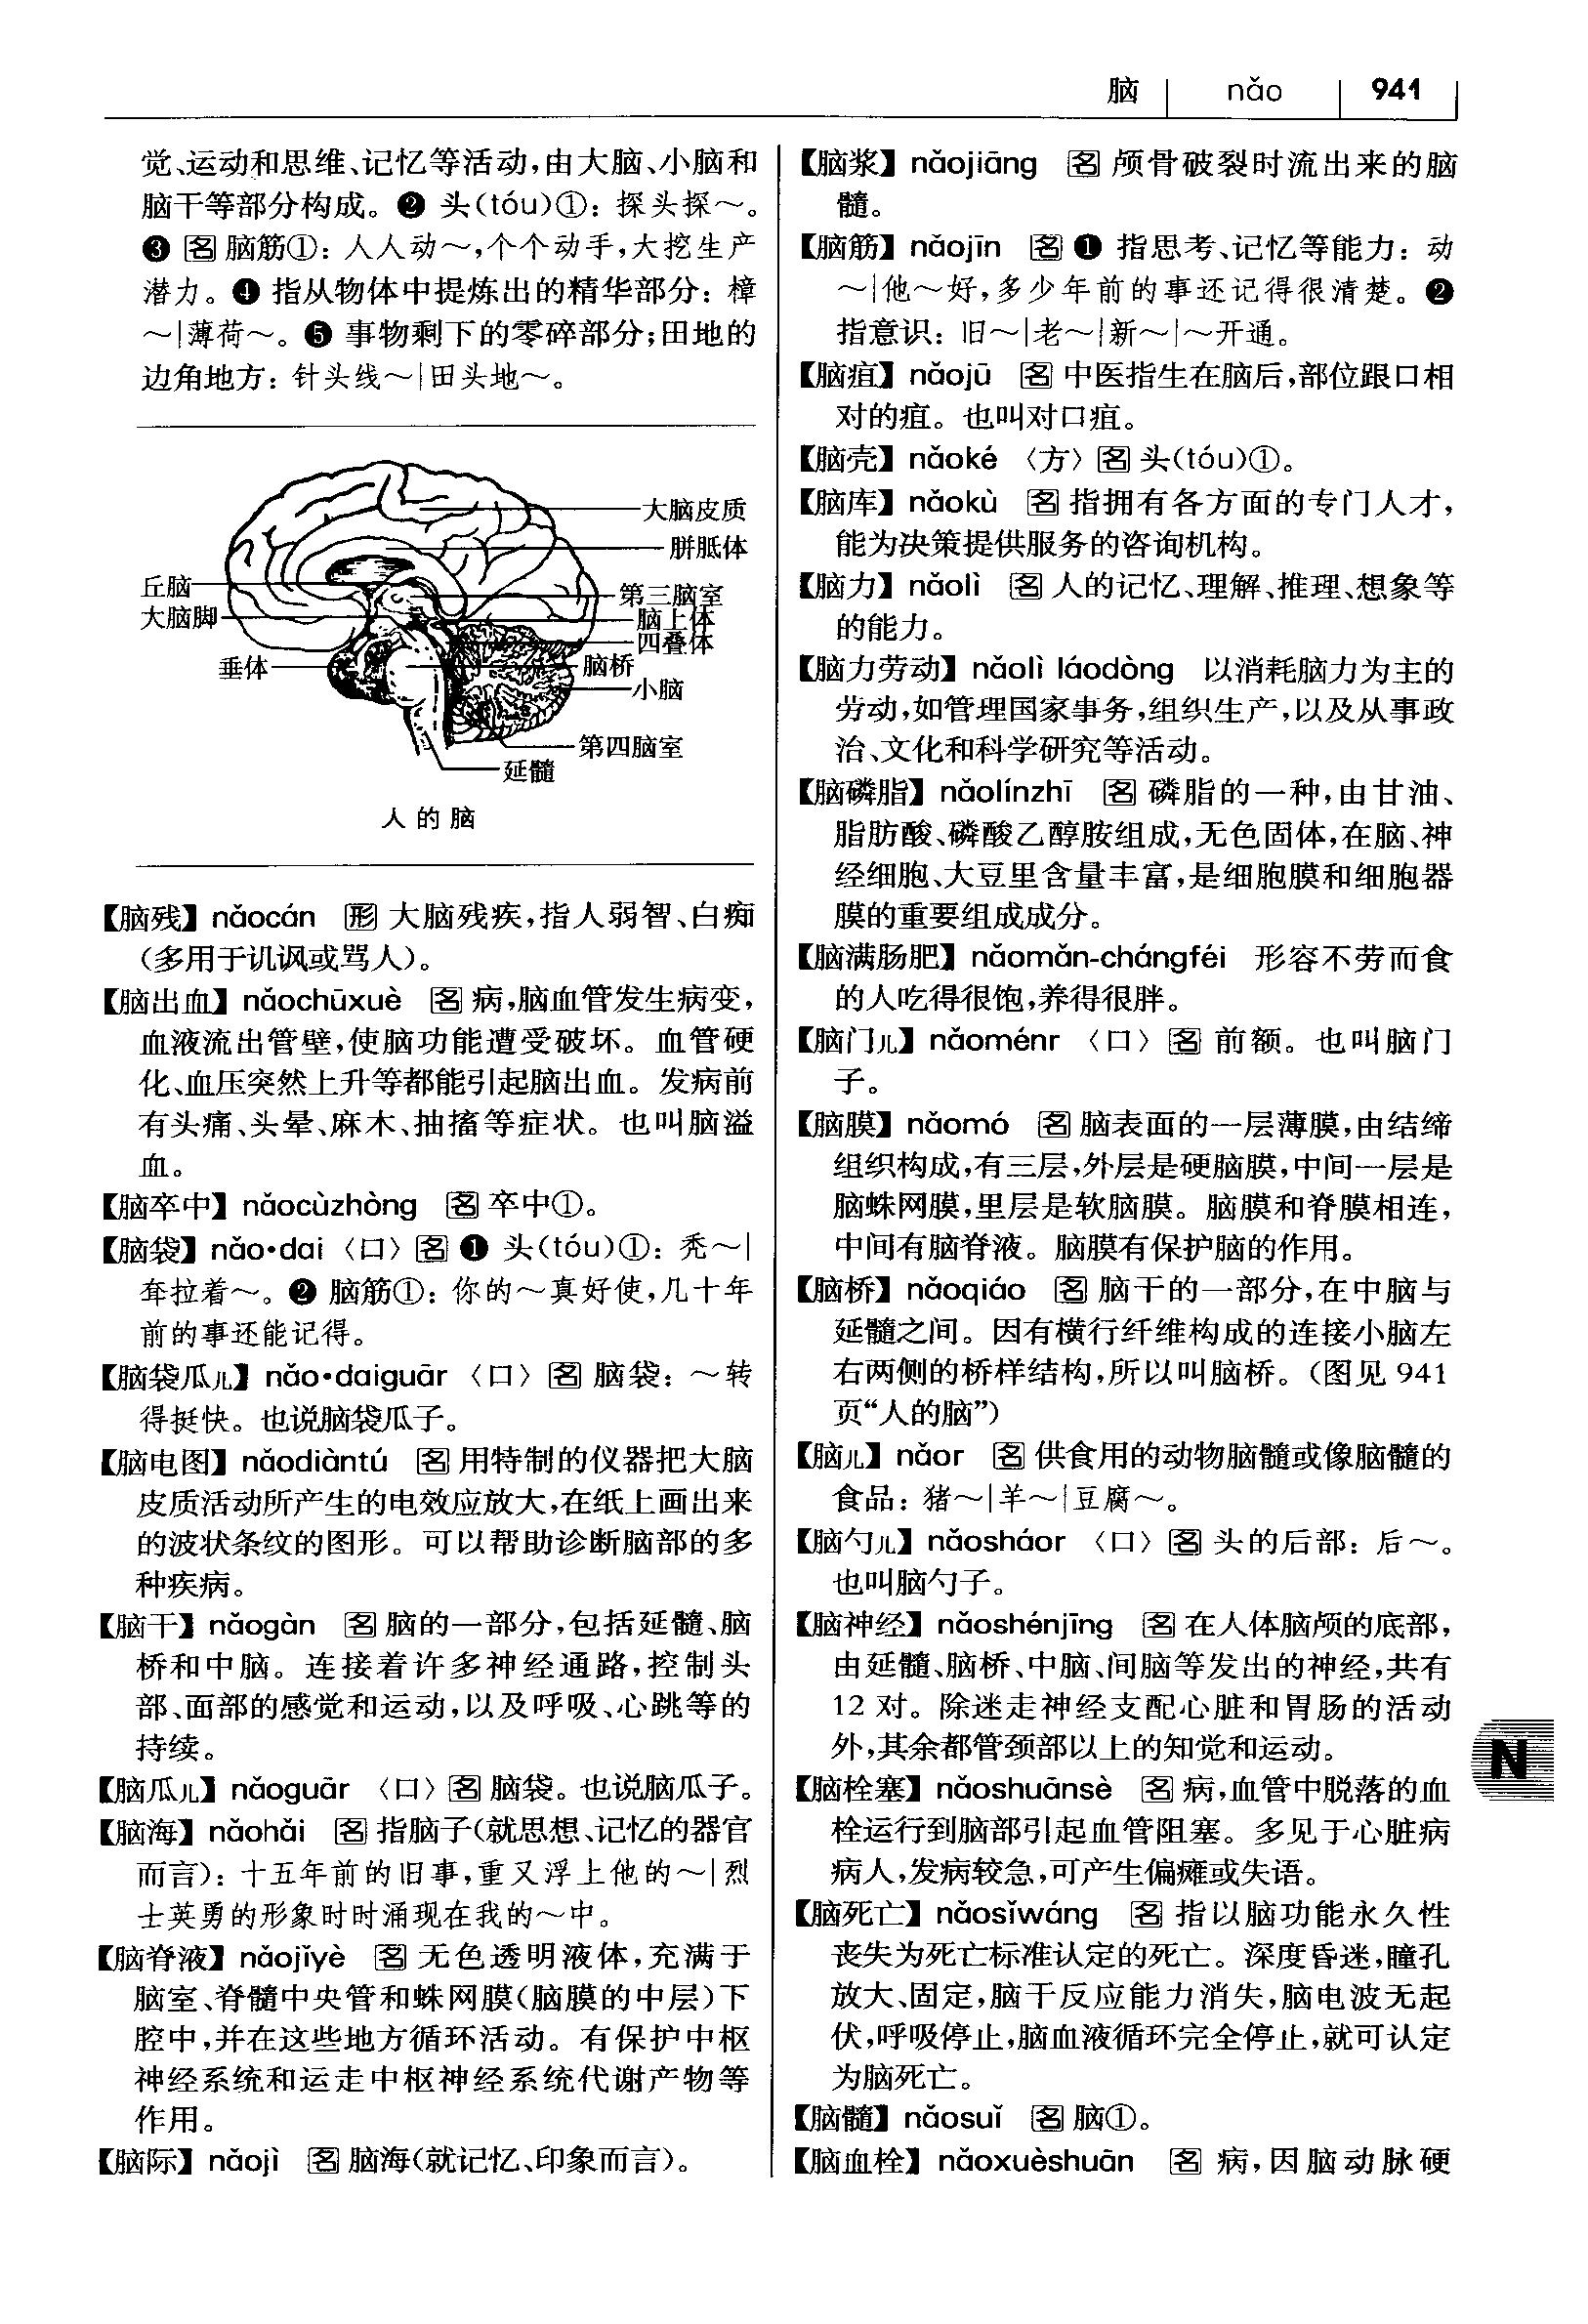 脑 nǎo 941
觉、运动和思维、记忆等活动,由大脑、小脑和
脑干等部分构成。❷ 头(tóu)①：探头探～。
❸ 名 脑筋①：人人动～,个个动手,大挖生产
潜力。❹ 指从物体中提炼出的精华部分：樟
～|薄荷～。❺ 事物剩下的零碎部分;田地的
边角地方：针头线～|田头地～。
大脑皮质
胼胝体
丘脑
第三脑室
大脑脚
脑上体
四叠体
垂体
脑桥
小脑
第四脑室
延髓
人的脑
【脑残】nǎocán 形 大脑残疾,指人弱智、白痴
(多用于讥讽或骂人)。
【脑出血】nǎochūxuè 名 病,脑血管发生病变,
血液流出管壁,使脑功能遭受破坏。血管硬
化、血压突然上升等都能引起脑出血。发病前
有头痛、头晕、麻木、抽搐等症状。也叫脑溢
血。
【脑卒中】nǎocùzhòng 名 卒中①。
【脑袋】nǎo•dai〈口〉名 ❶ 头(tóu)①：秃～|
耷拉着～。❷ 脑筋①：你的～真好使,几十年
前的事还能记得。
【脑袋瓜儿】nǎo•daiguār〈口〉名 脑袋：～转
得挺快。也说脑袋瓜子。
【脑电图】nǎodiàntú 名 用特制的仪器把大脑
皮质活动所产生的电效应放大,在纸上画出来
的波状条纹的图形。可以帮助诊断脑部的多
种疾病。
【脑干】nǎogàn 名 脑的一部分,包括延髓、脑
桥和中脑。连接着许多神经通路,控制头
部、面部的感觉和运动,以及呼吸、心跳等的
持续。
【脑瓜儿】nǎoguār〈口〉名 脑袋。也说脑瓜子。
【脑海】nǎohǎi 名 指脑子(就思想、记忆的器官
而言)：十五年前的旧事,重又浮上他的～|烈
士英勇的形象时时涌现在我的～中。
【脑脊液】nǎojǐyè 名 无色透明液体,充满于
脑室、脊髓中央管和蛛网膜(脑膜的中层)下
腔中,并在这些地方循环活动。有保护中枢
神经系统和运走中枢神经系统代谢产物等
作用。
【脑际】nǎojì 名 脑海(就记忆、印象而言)。
【脑浆】nǎojiāng 名 颅骨破裂时流出来的脑
髓。
【脑筋】nǎojīn 名 ❶ 指思考、记忆等能力：动
～|他～好,多少年前的事还记得很清楚。❷
指意识：旧～|老～|新～|～开通。
【脑疽】nǎojū 名 中医指生在脑后,部位跟口相
对的疽。也叫对口疽。
【脑壳】nǎoké〈方〉名 头(tóu)①。
【脑库】nǎokù 名 指拥有各方面的专门人才,
能为决策提供服务的咨询机构。
【脑力】nǎolì 名 人的记忆、理解、推理、想象等
的能力。
【脑力劳动】nǎolì láodòng 以消耗脑力为主的
劳动,如管理国家事务,组织生产,以及从事政
治、文化和科学研究等活动。
【脑磷脂】nǎolínzhī 名 磷脂的一种,由甘油、
脂肪酸、磷酸乙醇胺组成,无色固体,在脑、神
经细胞、大豆里含量丰富,是细胞膜和细胞器
膜的重要组成成分。
【脑满肠肥】nǎomǎn-chángféi 形容不劳而食
的人吃得很饱,养得很胖。
【脑门儿】nǎoménr〈口〉名 前额。也叫脑门
子。
【脑膜】nǎomó 名 脑表面的一层薄膜,由结缔
组织构成,有三层,外层是硬脑膜,中间一层是
脑蛛网膜,里层是软脑膜。脑膜和脊膜相连,
中间有脑脊液。脑膜有保护脑的作用。
【脑桥】nǎoqiáo 名 脑干的一部分,在中脑与
延髓之间。因有横行纤维构成的连接小脑左
右两侧的桥样结构,所以叫脑桥。(图见 941
页“人的脑”)
【脑儿】nǎor 名 供食用的动物脑髓或像脑髓的
食品：猪～|羊～|豆腐～。
【脑勺儿】nǎosháor〈口〉名 头的后部：后～。
也叫脑勺子。
【脑神经】nǎoshénjīng 名 在人体脑颅的底部,
由延髓、脑桥、中脑、间脑等发出的神经,共有
12 对。除迷走神经支配心脏和胃肠的活动
外,其余都管颈部以上的知觉和运动。
【脑栓塞】nǎoshuānsè 名 病,血管中脱落的血
栓运行到脑部引起血管阻塞。多见于心脏病
病人,发病较急,可产生偏瘫或失语。
【脑死亡】nǎosǐwáng 名 指以脑功能永久性
丧失为死亡标准认定的死亡。深度昏迷,瞳孔
放大、固定,脑干反应能力消失,脑电波无起
伏,呼吸停止,脑血液循环完全停止,就可认定
为脑死亡。
【脑髓】nǎosuǐ 名 脑①。
【脑血栓】nǎoxuèshuān 名 病,因脑动脉硬
N